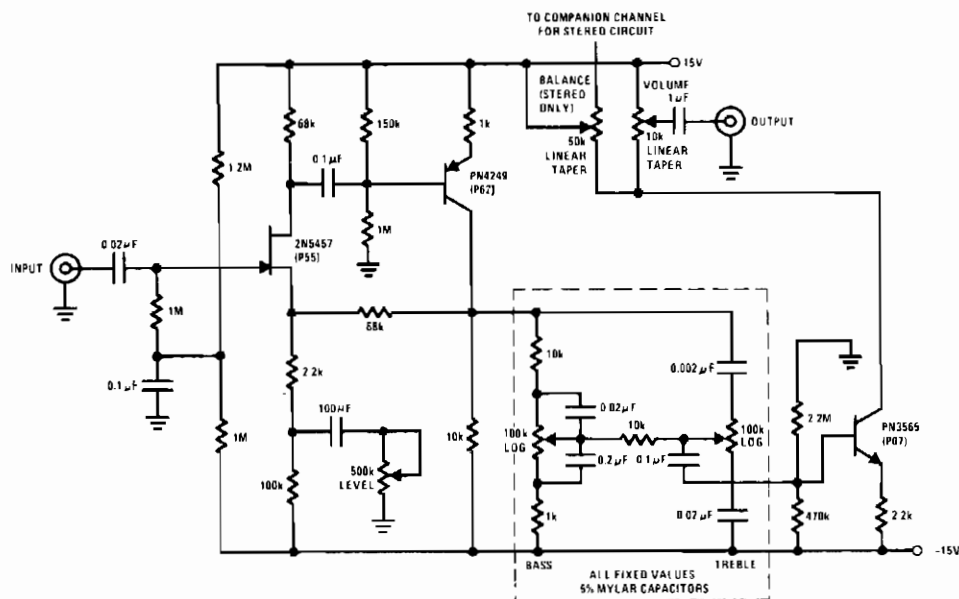 TO COMPANION CHANNEL
FOR STEREO CIRCUIT
15V
BALANCE
(STEREO
ONLY)
VOLUME
1µF
OUTPUT
68k
150k
1k
50k
LINEAR
TAPER
10k
LINEAR
TAPER
1.2M
0.1µF
PN4249
(P62)
2N5457
(P55)
1M
0.02µF
INPUT
1M
68k
10k
0.002µF
0.1µF
2.2k
100µF
0.02µF
10k
2.2M
PN3565
(P07)
1M
10k
100k
LOG
100k
LOG
0.2µF
0.1µF
500k
LEVEL
100k
1k
0.02µF
470k
2.2k
-15V
BASS
TREBLE
ALL FIXED VALUES
5% MYLAR CAPACITORS